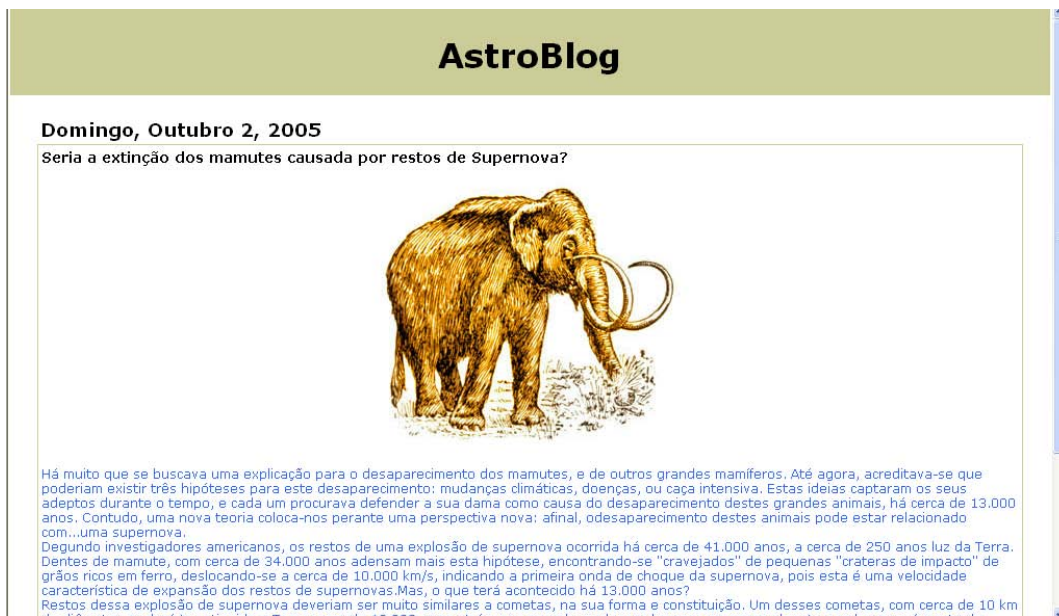 AstroBlog
Domingo, Outubro 2, 2005
Seria a extinção dos mamutes causada por restos de Supernova?
Há muito que se buscava uma explicação para o desaparecimento dos mamutes, e de outros grandes mamíferos. Até agora, acreditava-se que
poderiam existir três hipóteses para este desaparecimento: mudanças climáticas, doenças, ou caça intensiva. Estas ideias captaram os seus
adeptos durante o tempo, e cada um procurava defender a sua dama como causa do desaparecimento destes grandes animais, há cerca de 13.000
anos. Contudo, uma nova teoria coloca-nos perante uma perspectiva nova: afinal, odesaparecimento destes animais pode estar relacionado
com...uma supernova.
Degundo investigadores americanos, os restos de uma explosão de supernova ocorrida há cerca de 41.000 anos, a cerca de 250 anos luz da Terra.
Dentes de mamute, com cerca de 34.000 anos adensam mais esta hipótese, encontrando-se "cravejados" de pequenas "crateras de impacto" de
grãos ricos em ferro, deslocando-se a cerca de 10.000 km/s, indicando a primeira onda de choque da supernova, pois esta é uma velocidade
característica de expansão dos restos de supernovas.Mas, o que terá acontecido há 13.000 anos?
Restos dessa explosão de supernova deveriam ser muito similares a cometas, na sua forma e constituição. Um desses cometas, com cerca de 10 km